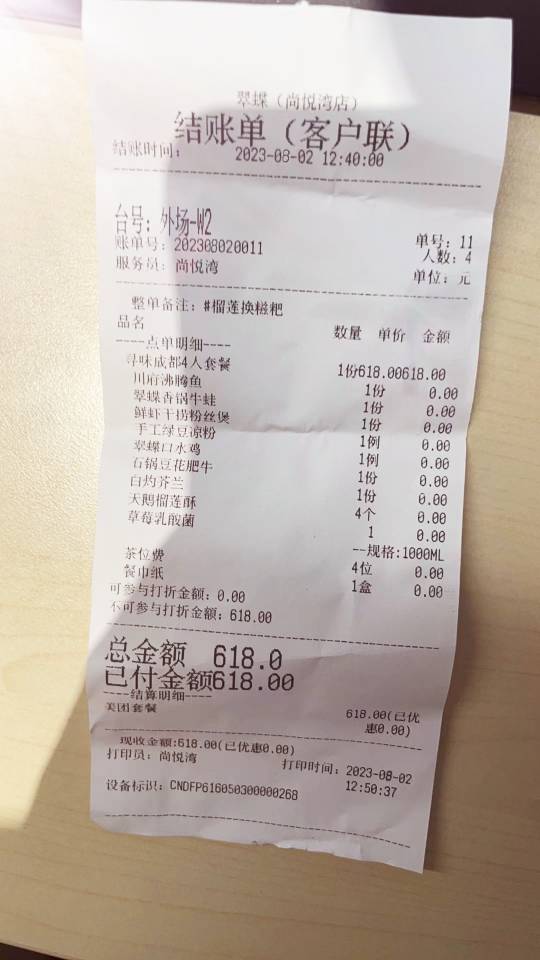 翠蝶（尚悦湾店）
结账单（客户联）
结账时间： 2023-08-02 12:40:00
台号：外场-W2
账单号：202308020011 单号：11
服务员：尚悦湾 人数：4
单位：元
整单备注：#榴莲换糍粑
品名 数量 单价 金额
----点单明细----
寻味成都4人套餐 1份618.00618.00
川府沸腾鱼 1份 0.00
翠蝶香锅牛蛙 1份 0.00
鲜虾干捞粉丝煲 1份 0.00
手工绿豆凉粉 1例 0.00
翠蝶口水鸡 1例 0.00
石锅豆花肥牛 1份 0.00
白灼芥兰 1份 0.00
天鹅榴莲酥 4个 0.00
草莓乳酸菌 1 0.00
--规格:1000ML
茶位费 4位 0.00
餐巾纸 1盒 0.00
可参与打折金额：0.00
不可参与打折金额：618.00
总金额 618.0
已付金额618.00
----结算明细----
美团套餐 618.00(已优
惠0.00)
现收金额:618.00(已优惠0.00)
打印员：尚悦湾 打印时间：2023-08-02
12:50:37
设备标识：CNDFP616050300000268